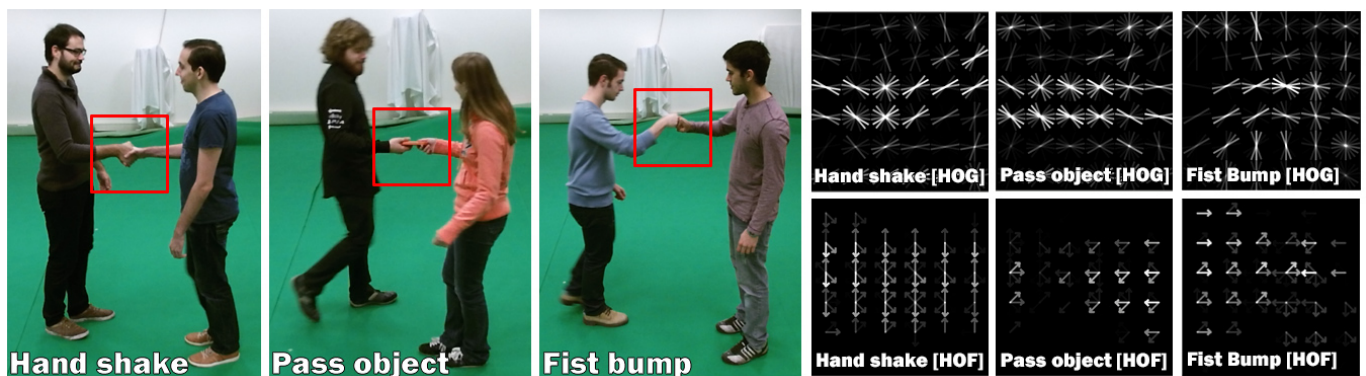 Hand shake
Pass object
Fist bump
Hand shake [HOG]
Pass object [HOG]
Fist Bump [HOG]
Hand shake [HOF]
Pass object [HOF]
Fist Bump [HOF]